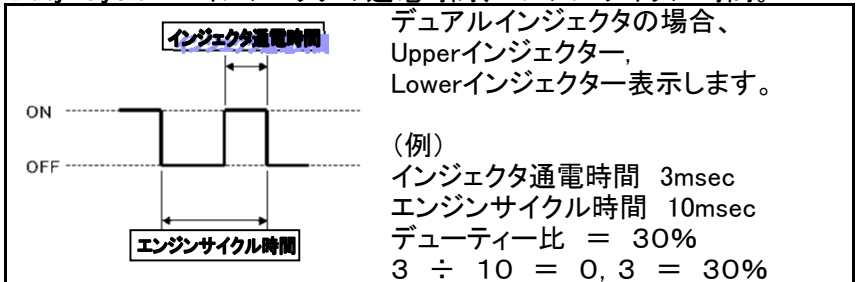 インジェクタ通電時間
ON
OFF
エンジンサイクル時間
デュアルインジェクタの場合、
Upperインジェクター,
Lowerインジェクター表示します。
（例）
インジェクタ通電時間　3msec
エンジンサイクル時間　10msec
デューティー比　＝　３０％
３　÷　１０　＝　０，３　＝　３０％